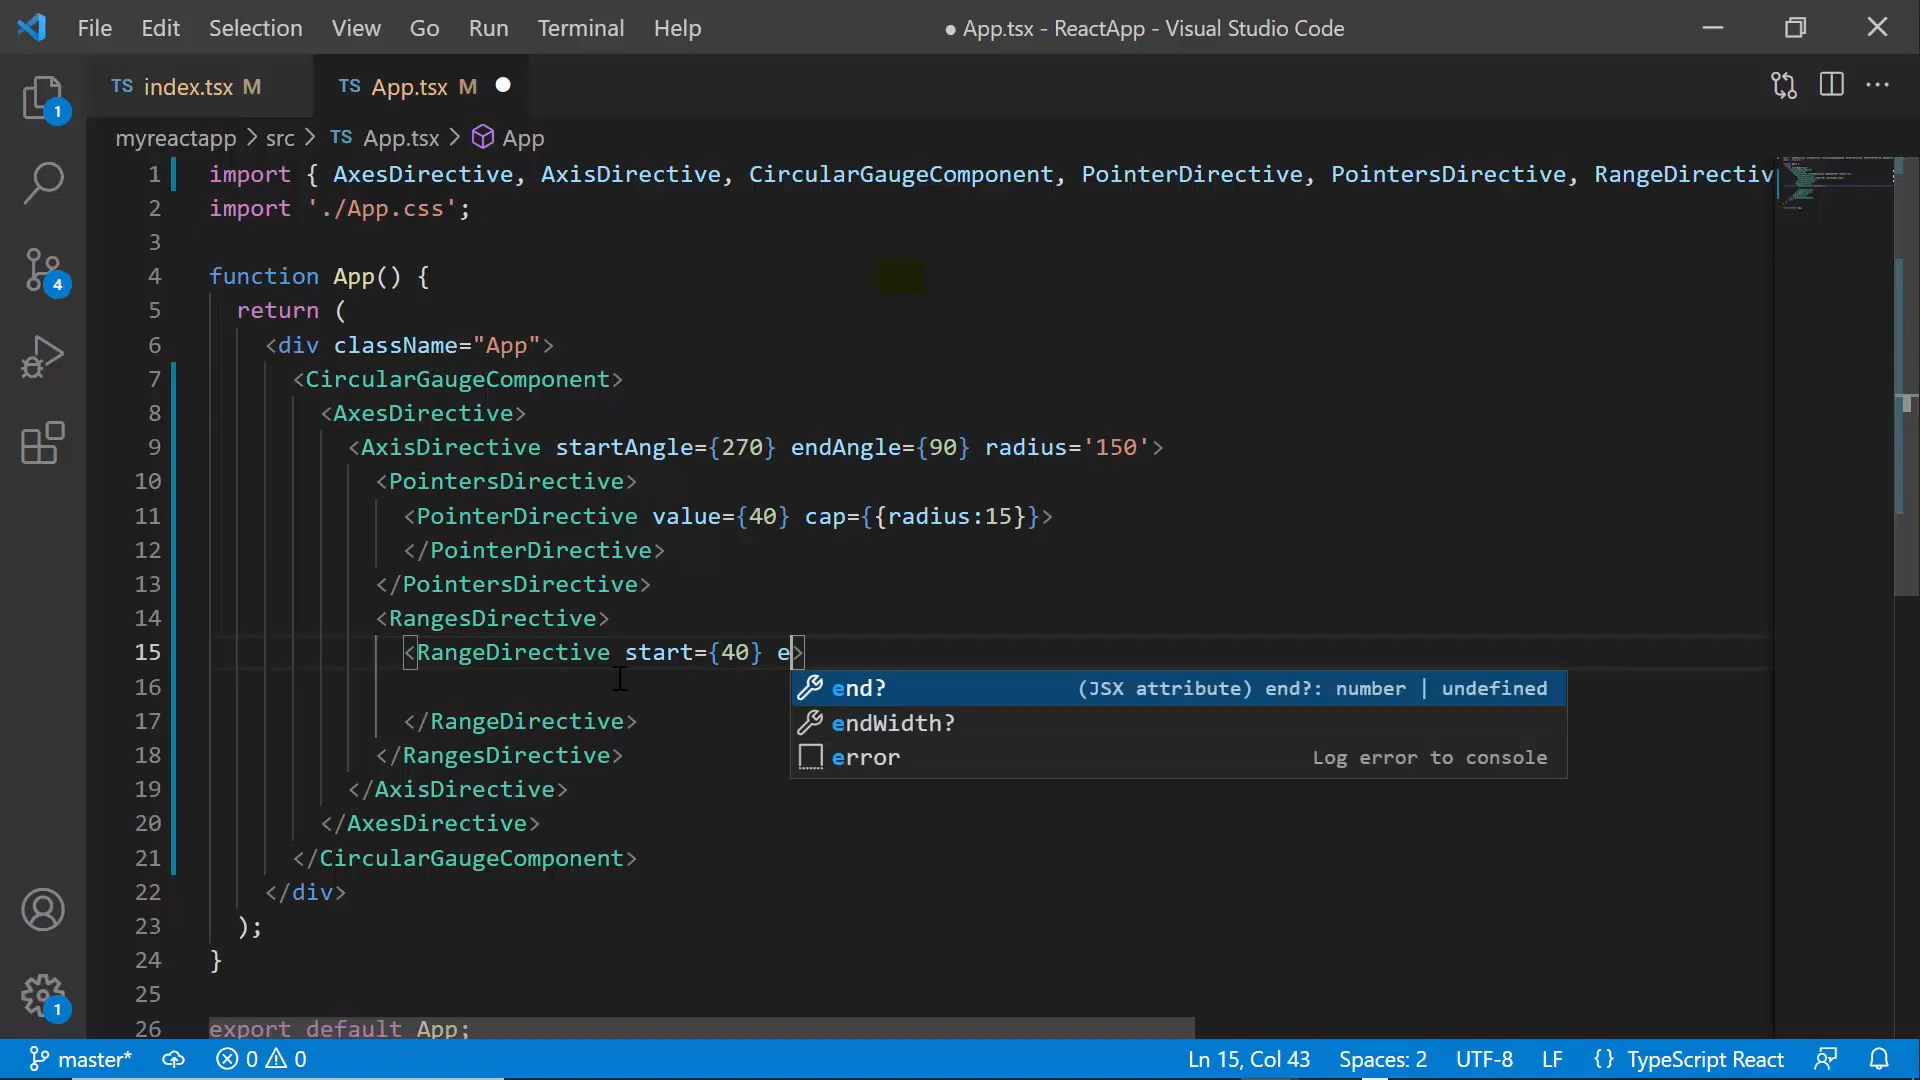 File Edit Selection View Go Run Terminal Help ● App.tsx - ReactApp - Visual Studio Code
TS index.tsx M TS App.tsx M
1
myreactapp > src > TS App.tsx > App
1 import { AxesDirective, AxisDirective, CircularGaugeComponent, PointerDirective, PointersDirective, RangeDirectiv
2 import './App.css';
3
4 function App() {
4
5 return (
6 <div className="App">
7 <CircularGaugeComponent>
8 <AxesDirective>
9 <AxisDirective startAngle={270} endAngle={90} radius='150'>
10 <PointersDirective>
11 <PointerDirective value={40} cap={{radius:15}}>
12 </PointerDirective>
13 </PointersDirective>
14 <RangesDirective>
15 <RangeDirective start={40} e>
16
end? (JSX attribute) end?: number | undefined
endWidth?
error Log error to console
17 </RangeDirective>
18 </RangesDirective>
19 </AxisDirective>
20 </AxesDirective>
21 </CircularGaugeComponent>
22 </div>
23 );
24 }
25
1
26 export default App;
master* 0 0 Ln 15, Col 43 Spaces: 2 UTF-8 LF {} TypeScript React